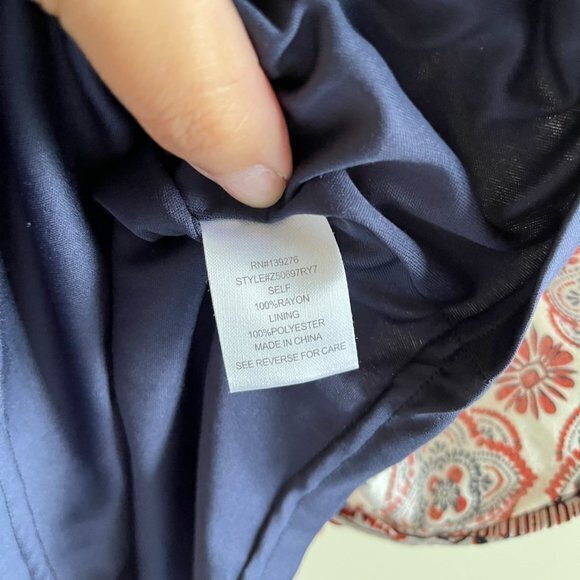 RN#139276
STYLE#Z50697RY7
SELF
100%RAYON
LINING
100%POLYESTER
MADE IN CHINA
SEE REVERSE FOR CARE